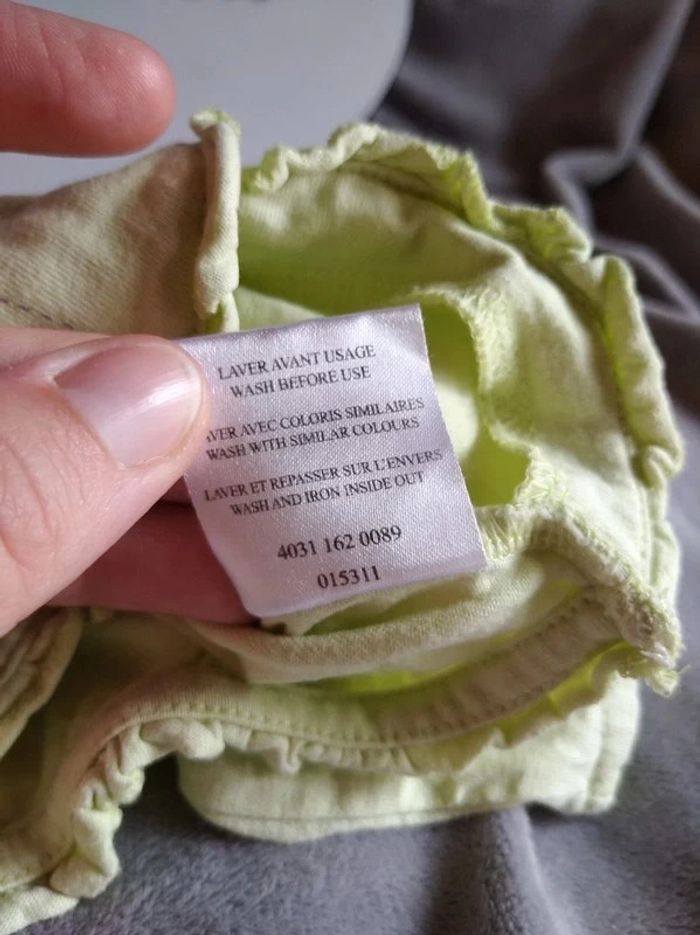 LAVER AVANT USAGE
WASH BEFORE USE
AVEC COLORIS SIMILAIRES
WASH WITH SIMILAR COLOURS
LAVER ET REPASSER SUR L'ENVERS
WASH AND IRON INSIDE OUT
4031 162 0089
015311